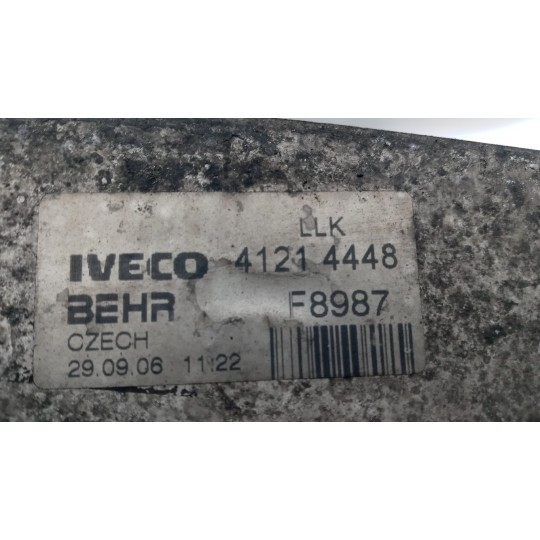 LLK
IVECO 4121 4448
BEHR F8987
CZECH
29.09.06 11:22